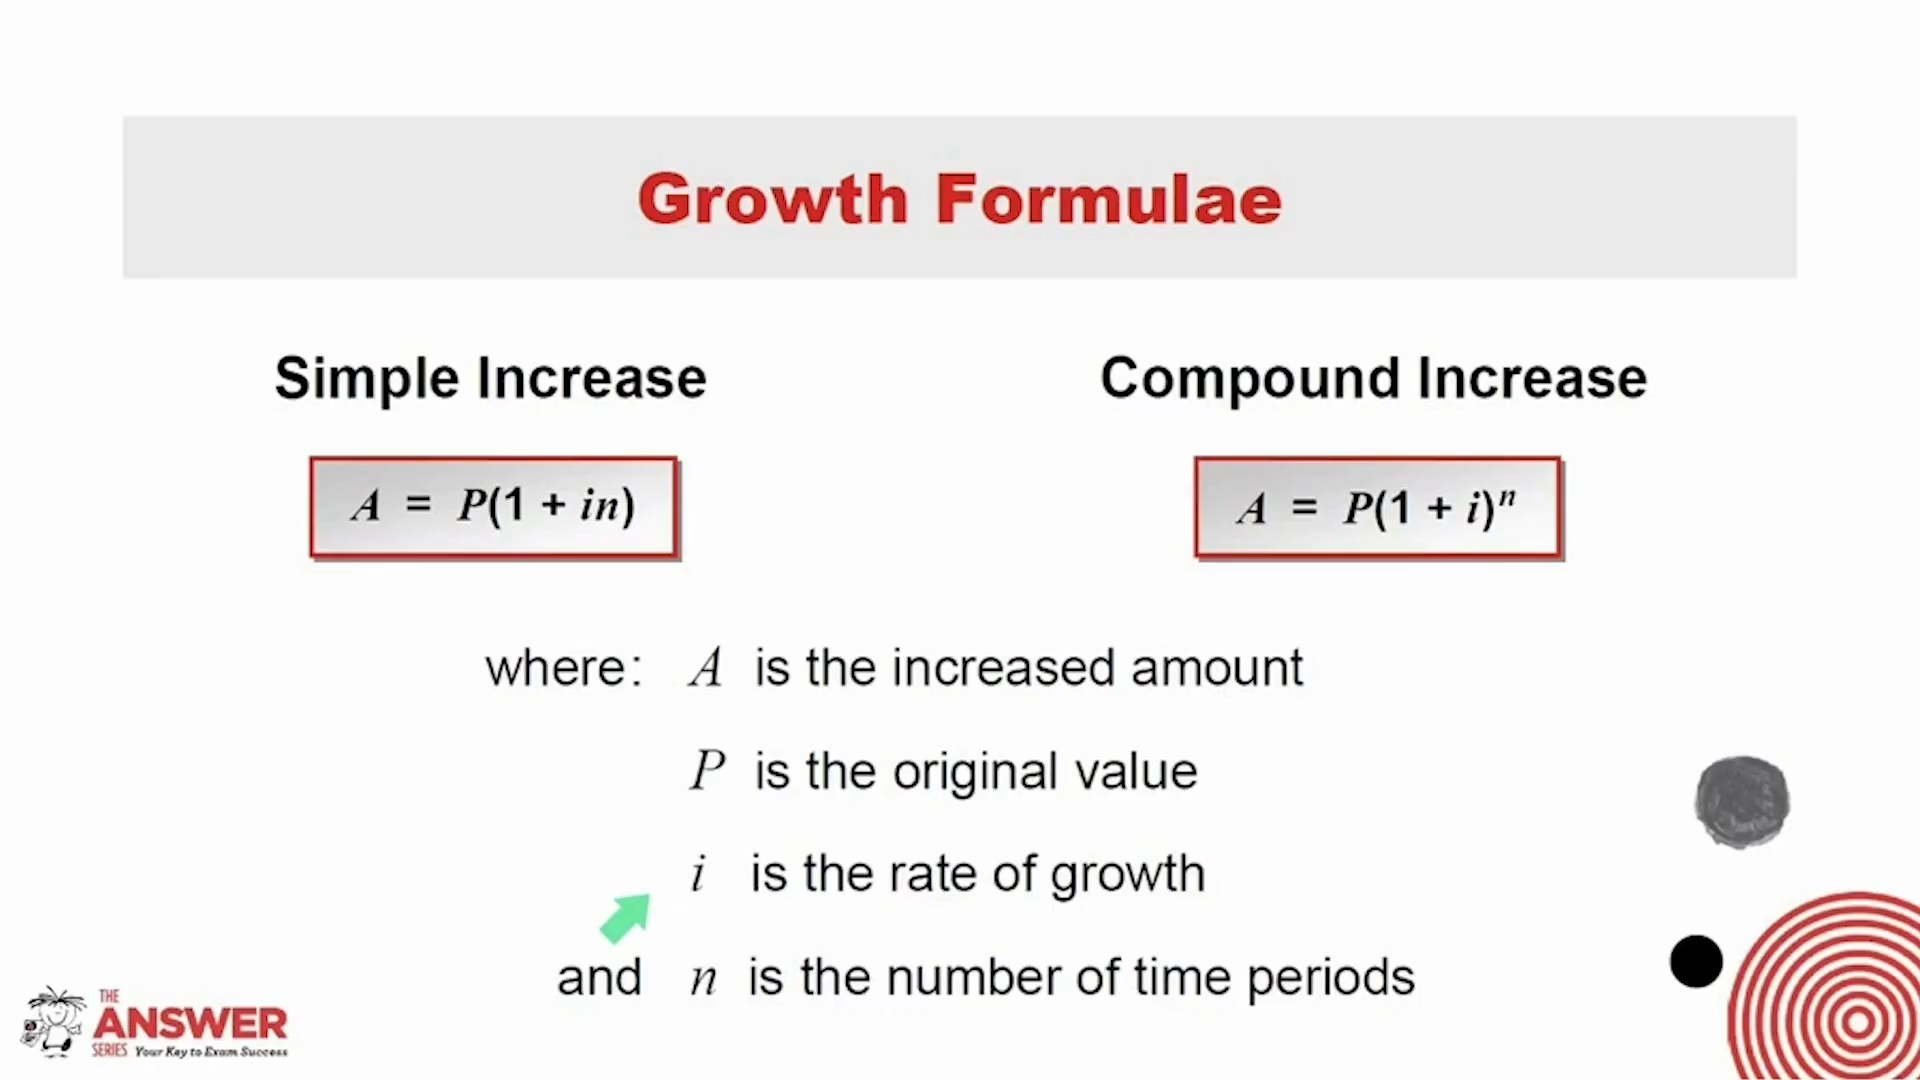 Growth Formulae
Simple Increase
Compound Increase
A = P(1 + in)
A = P(1 + i)ⁿ
where: A is the increased amount
P is the original value
i is the rate of growth
and n is the number of time periods
THE
ANSWER
SERIES Your Key to Exam Success